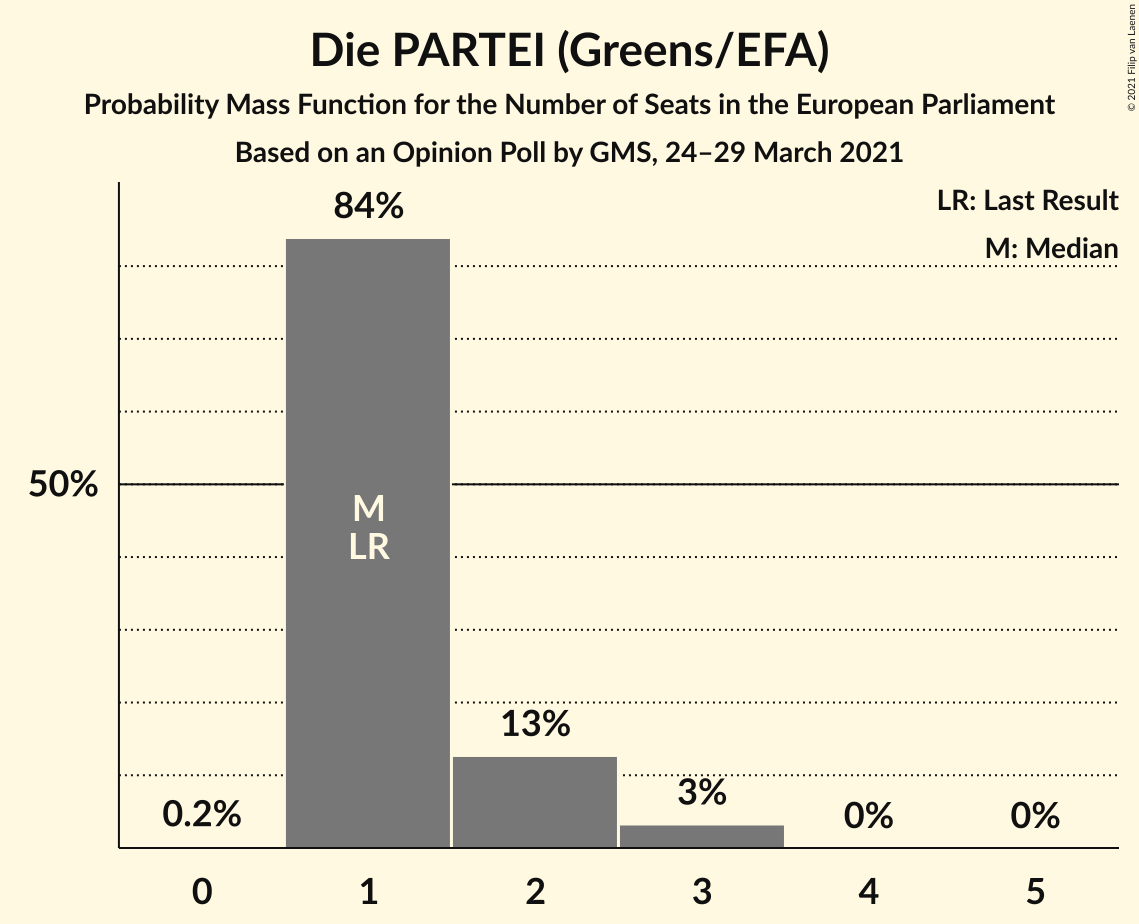 Die PARTEI (Greens/EFA)
Probability Mass Function for the Number of Seats in the European Parliament
Based on an Opinion Poll by GMS, 24–29 March 2021
© 2021 Filip van Laenen
LR: Last Result
M: Median
84%
50%
M
LR
13%
3%
0.2%
0%
0%
0
1
2
3
4
5